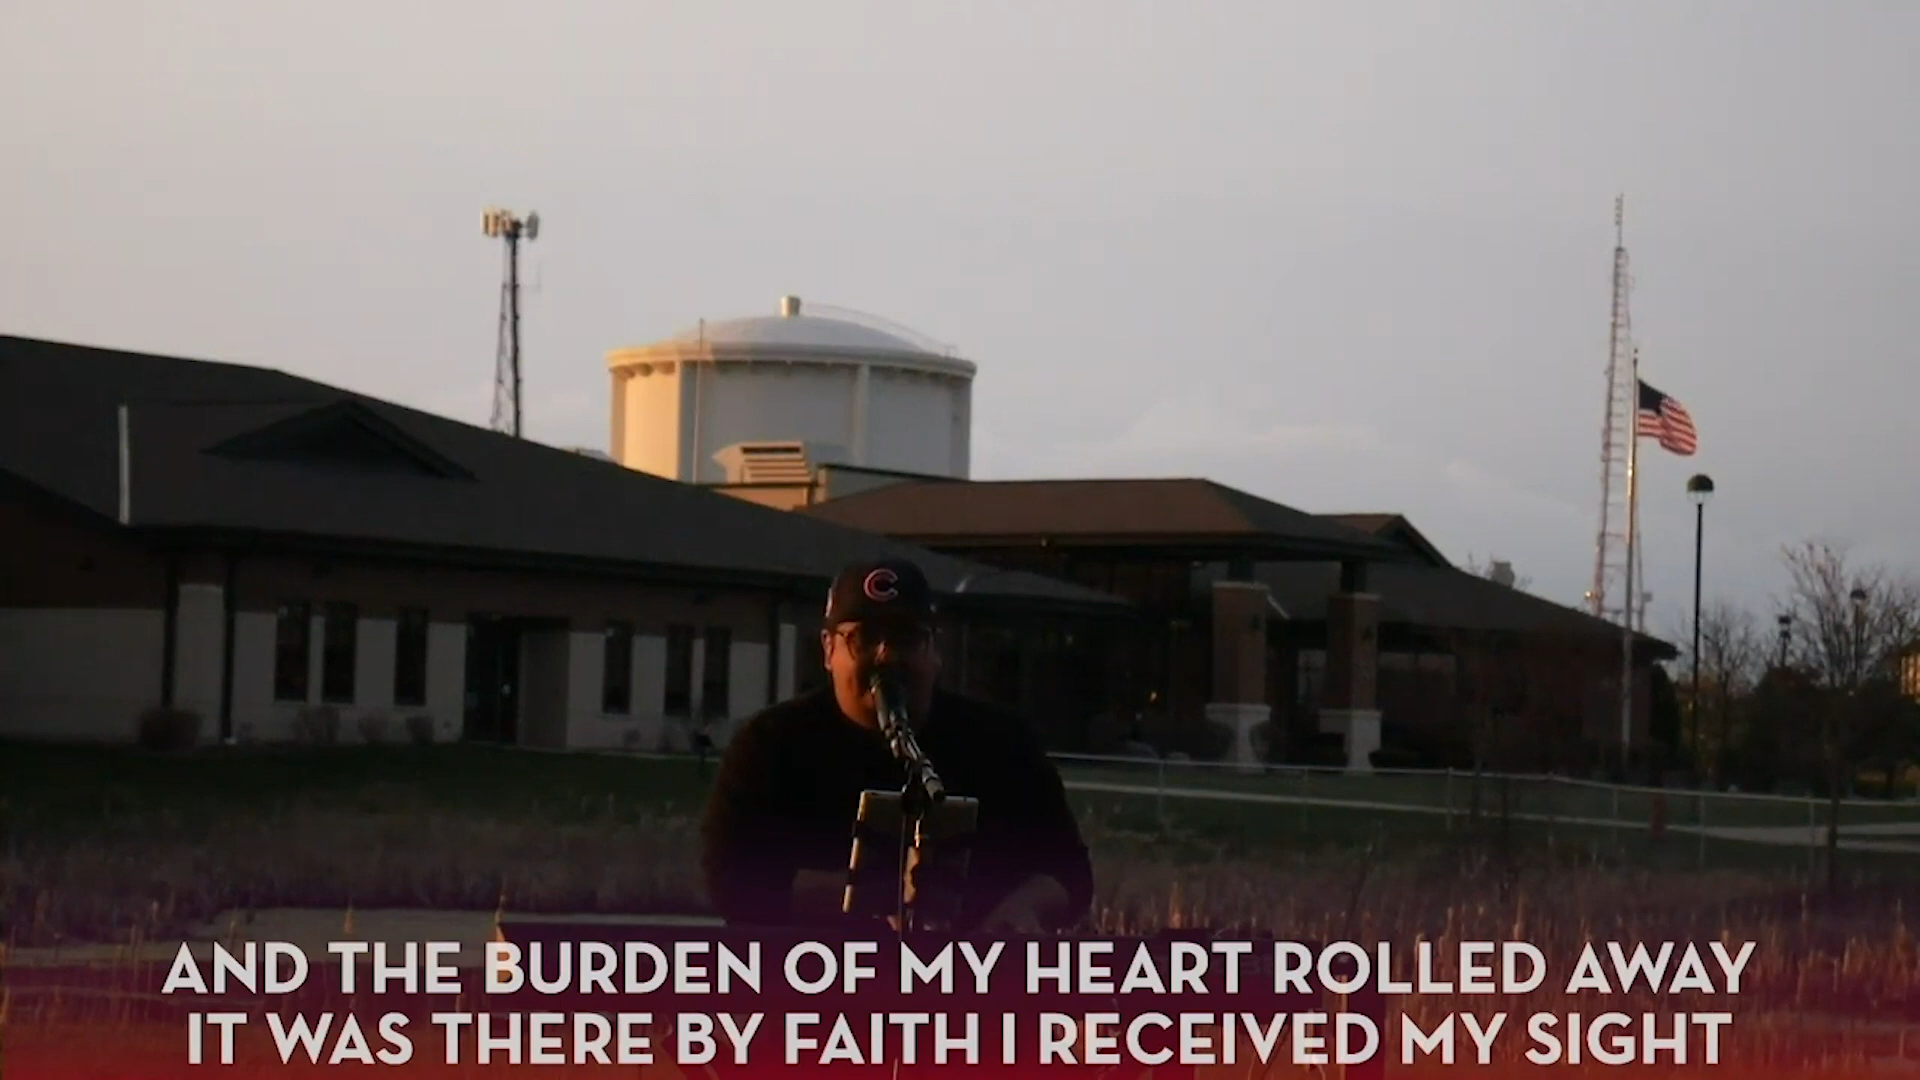 C
AND THE BURDEN OF MY HEART ROLLED AWAY
IT WAS THERE BY FAITH I RECEIVED MY SIGHT